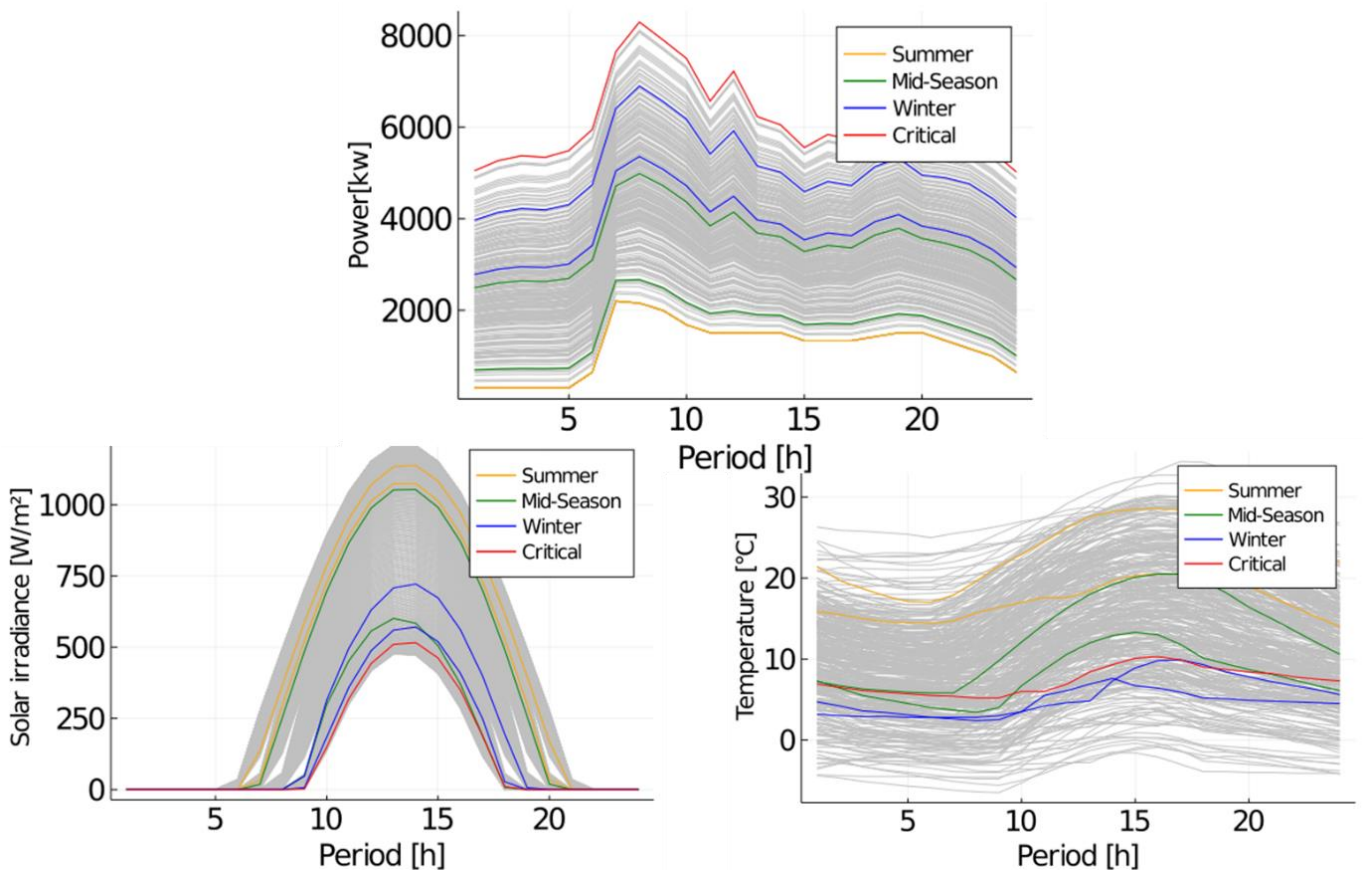 8000
6000
4000
2000
Power[kw]
Summer
Mid-Season
Winter
Critical
5 10 15 20
Period [h]
1000
750
500
250
0
Solar irradiance [W/m²]
Summer
Mid-Season
Winter
Critical
5 10 15 20
Period [h]
30
20
10
0
Temperature [°C]
Summer
Mid-Season
Winter
Critical
5 10 15 20
Period [h]